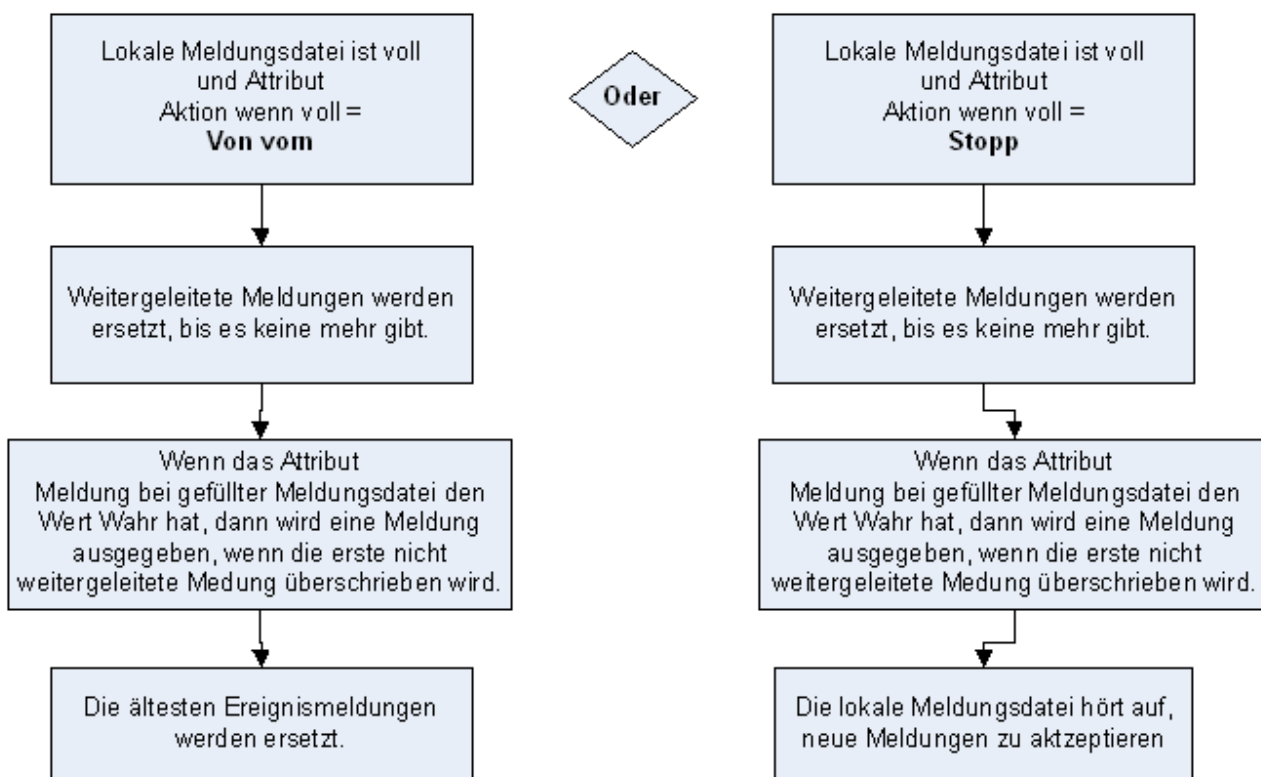 Lokale Meldungsdatei ist voll
und Attribut
Aktion wenn voll =
Von vorn
Weitergeleitete Meldungen werden
ersetzt, bis es keine mehr gibt.
Wenn das Attribut
Meldung bei gefüllter Meldungsdatei den
Wert Wahr hat, dann wird eine Meldung
ausgegeben, wenn die erste nicht
weitergeleitete Medung überschrieben wird.
Die ältesten Ereignismeldungen
werden ersetzt.
Oder
Lokale Meldungsdatei ist voll
und Attribut
Aktion wenn voll =
Stopp
Weitergeleitete Meldungen werden
ersetzt, bis es keine mehr gibt.
Wenn das Attribut
Meldung bei gefüllter Meldungsdatei den
Wert Wahr hat, dann wird eine Meldung
ausgegeben, wenn die erste nicht
weitergeleitete Medung überschrieben wird.
Die lokale Meldungsdatei hört auf,
neue Meldungen zu aktzeptieren